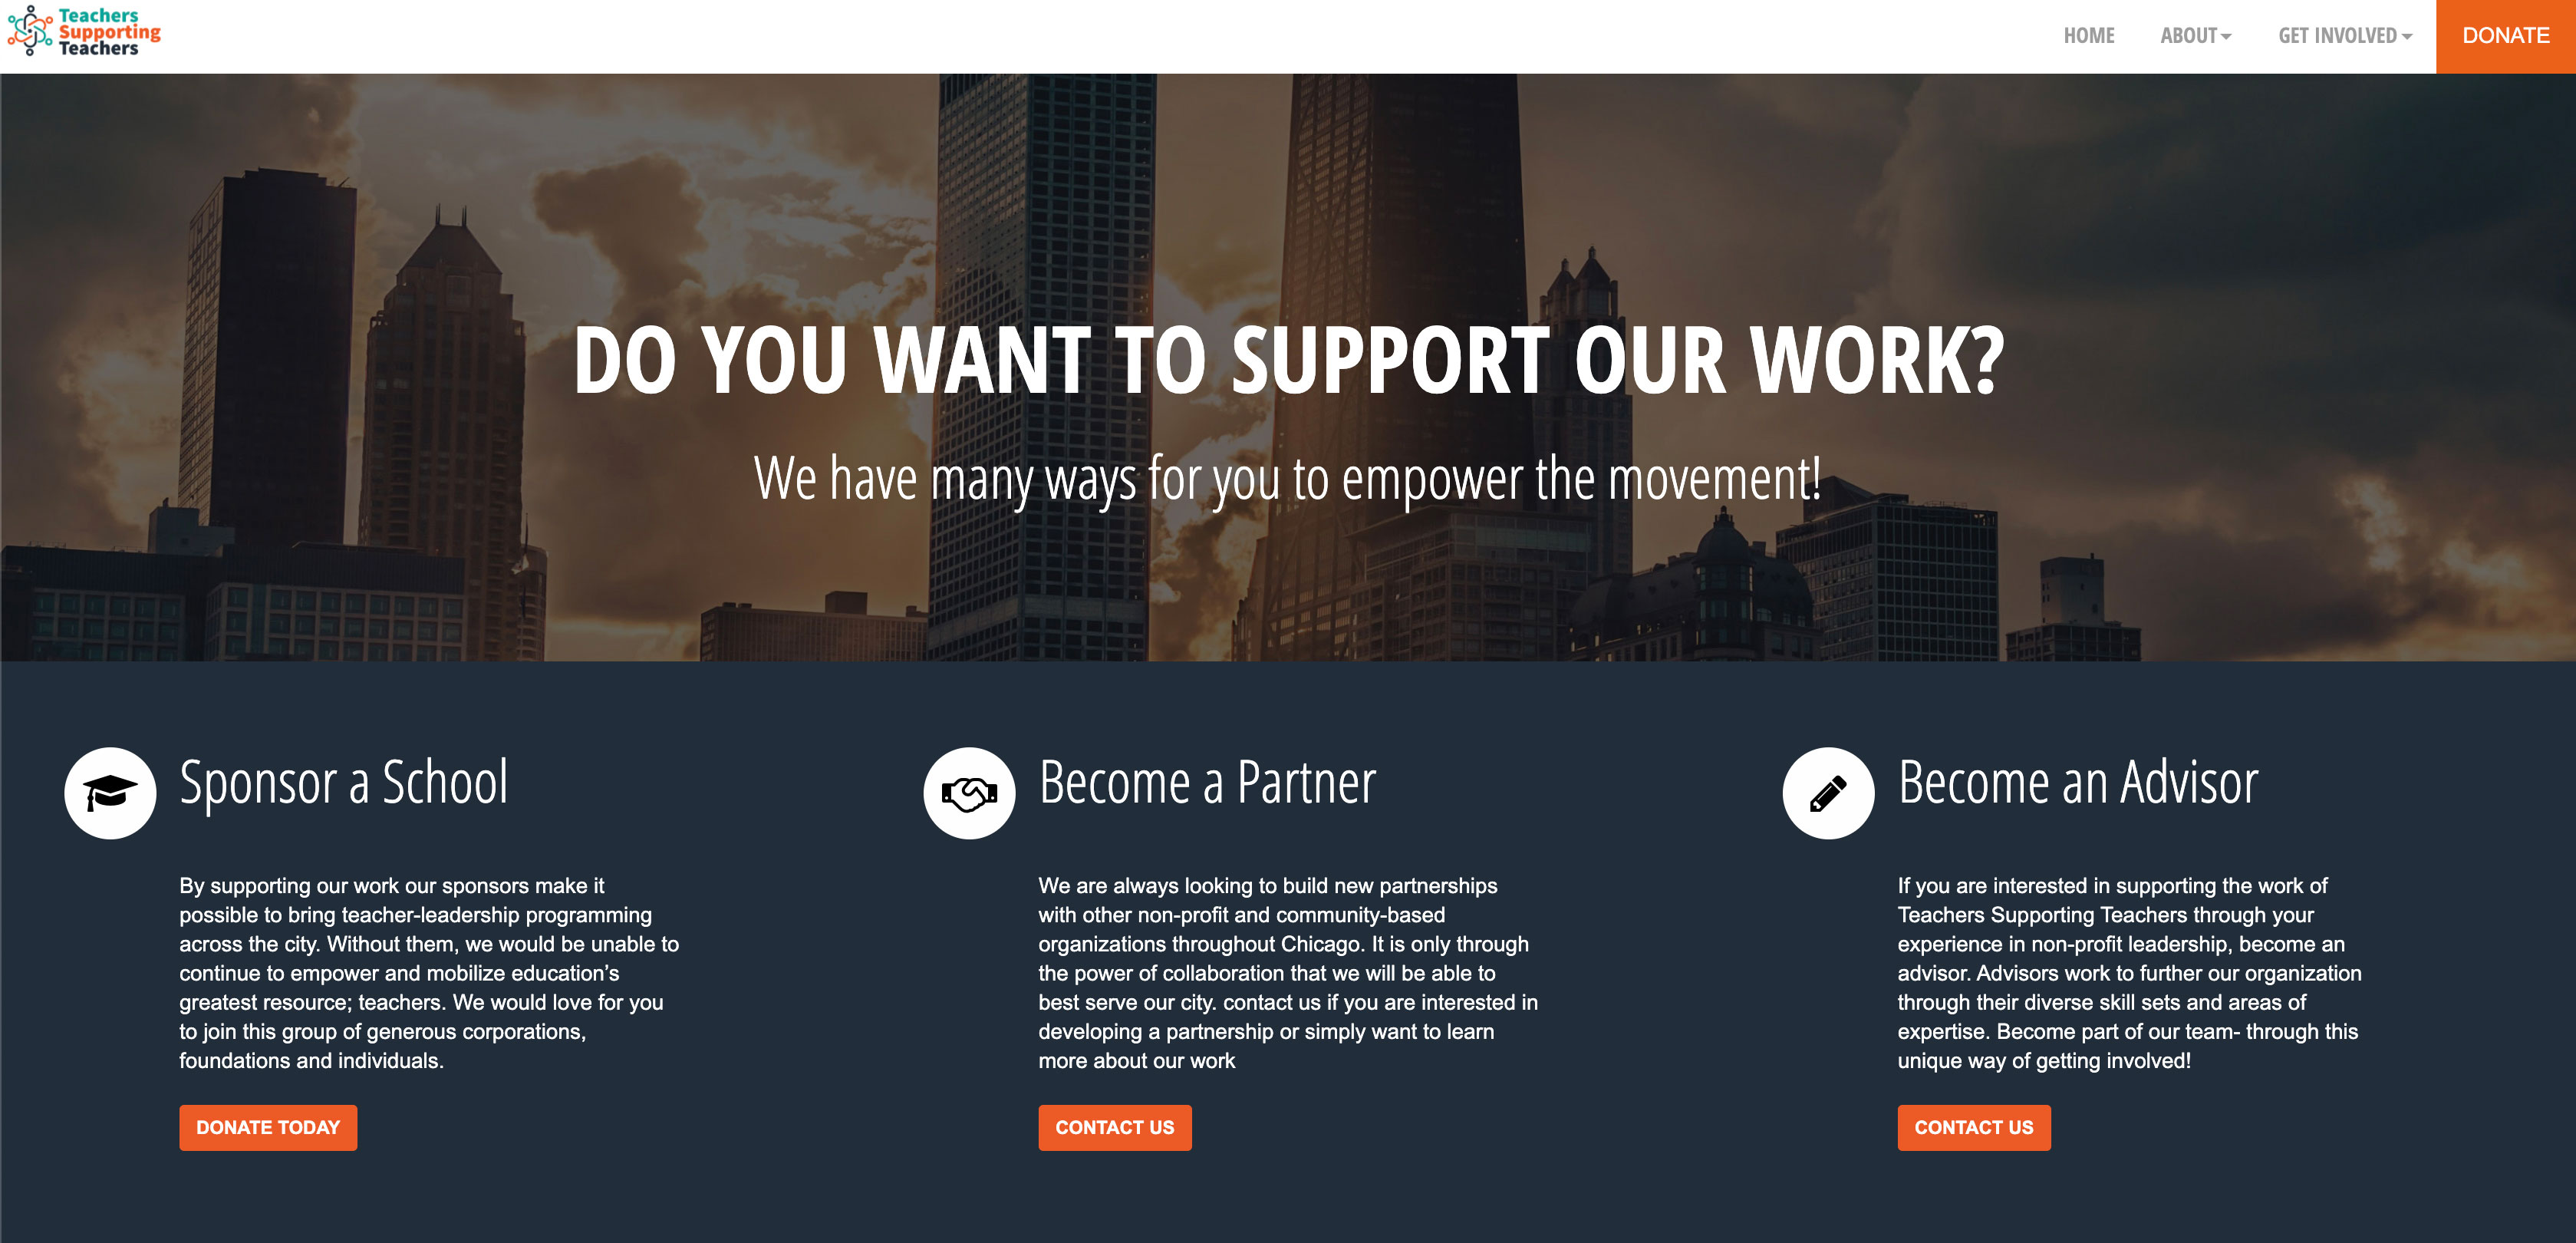 Teachers
Supporting
Teachers
HOME
ABOUT
GET INVOLVED
DONATE
DO YOU WANT TO SUPPORT OUR WORK?
We have many ways for you to empower the movement!
Sponsor a School
By supporting our work our sponsors make it
possible to bring teacher-leadership programming
across the city. Without them, we would be unable to
continue to empower and mobilize education’s
greatest resource; teachers. We would love for you
to join this group of generous corporations,
foundations and individuals.
DONATE TODAY
Become a Partner
We are always looking to build new partnerships
with other non-profit and community-based
organizations throughout Chicago. It is only through
the power of collaboration that we will be able to
best serve our city. contact us if you are interested in
developing a partnership or simply want to learn
more about our work
CONTACT US
Become an Advisor
If you are interested in supporting the work of
Teachers Supporting Teachers through your
experience in non-profit leadership, become an
advisor. Advisors work to further our organization
through their diverse skill sets and areas of
expertise. Become part of our team- through this
unique way of getting involved!
CONTACT US